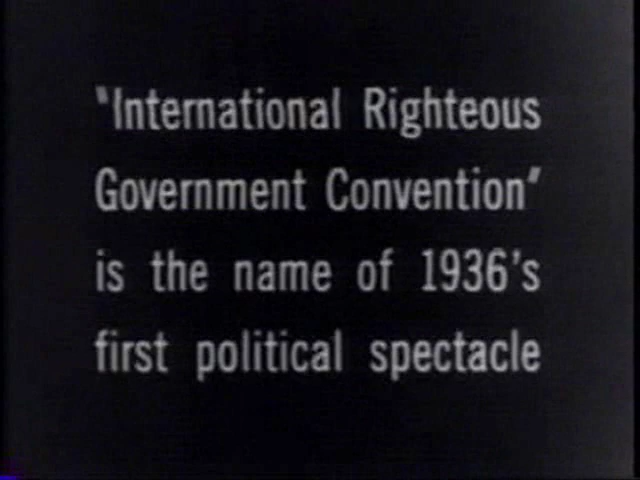 "International Righteous
Government Convention"
is the name of 1936's
first political spectacle